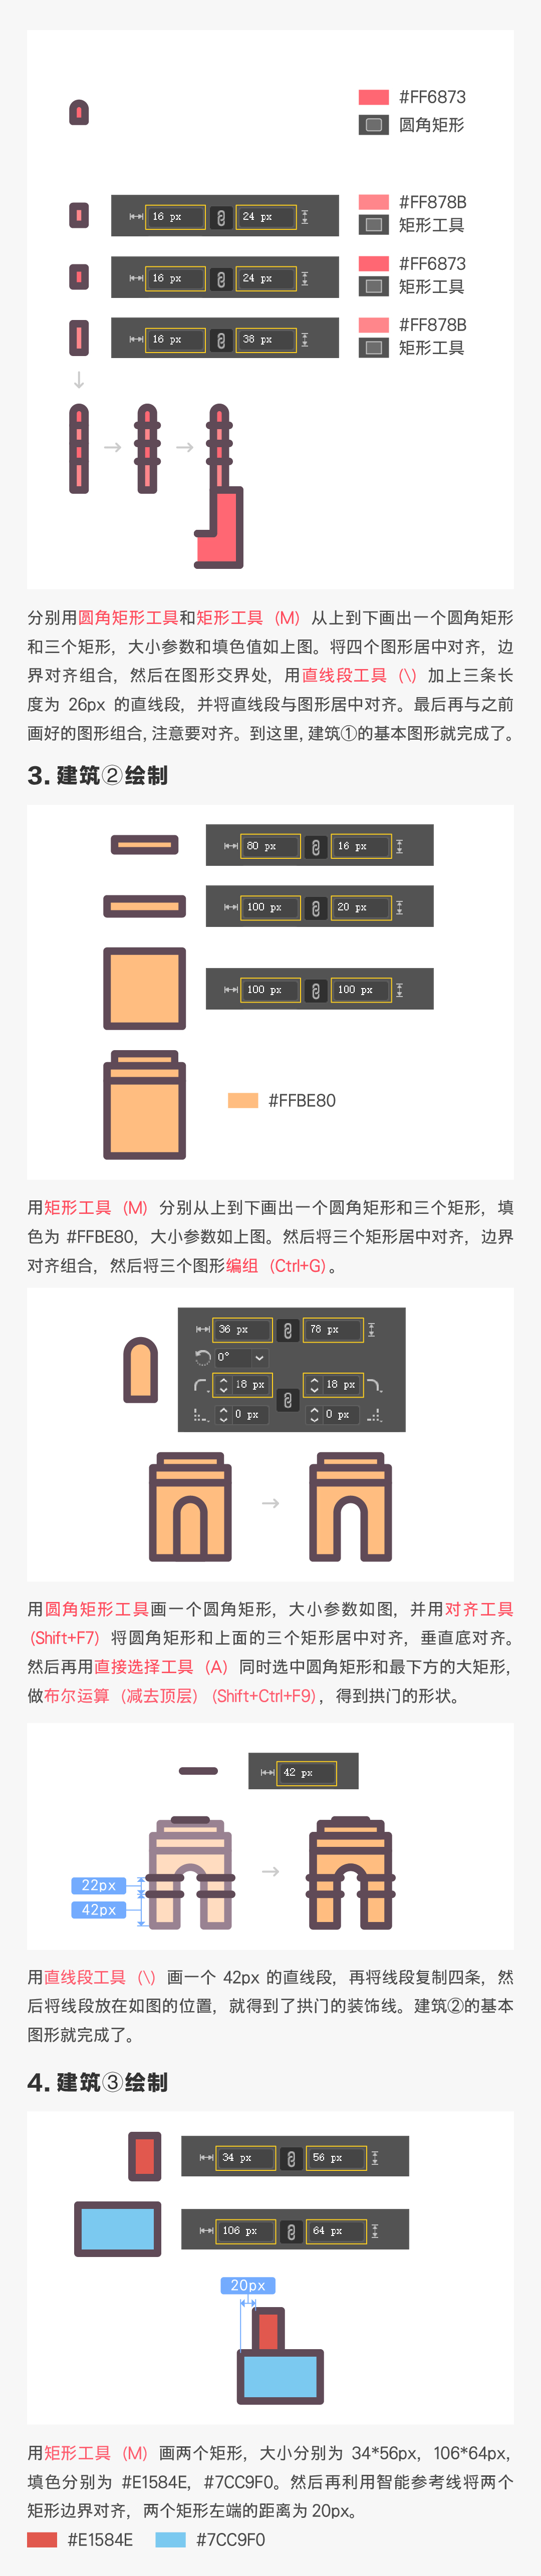 #FF6873
圆角矩形
16 px 24 px
#FF878B
矩形工具
16 px 24 px
#FF6873
矩形工具
16 px 38 px
#FF878B
矩形工具
分别用圆角矩形工具和矩形工具（M）从上到下画出一个圆角矩形
和三个矩形，大小参数和填色值如上图。将四个图形居中对齐，边
界对齐组合，然后在图形交界处，用直线段工具（\）加上三条长
度为 26px 的直线段，并将直线段与图形居中对齐。最后再与之前
画好的图形组合, 注意要对齐。到这里, 建筑①的基本图形就完成了。
3. 建筑②绘制
80 px 16 px
100 px 20 px
100 px 100 px
#FFBE80
用矩形工具（M）分别从上到下画出一个圆角矩形和三个矩形，填
色为 #FFBE80，大小参数如上图。然后将三个矩形居中对齐，边界
对齐组合，然后将三个图形编组（Ctrl+G）。
36 px 78 px
0°
18 px 18 px
0 px 0 px
用圆角矩形工具画一个圆角矩形，大小参数如图，并用对齐工具
(Shift+F7）将圆角矩形和上面的三个矩形居中对齐，垂直底对齐。
然后再用直接选择工具（A）同时选中圆角矩形和最下方的大矩形，
做布尔运算（减去顶层）(Shift+Ctrl+F9)，得到拱门的形状。
42 px
22px
42px
用直线段工具（\）画一个 42px 的直线段，再将线段复制四条，然
后将线段放在如图的位置，就得到了拱门的装饰线。建筑②的基本
图形就完成了。
4. 建筑③绘制
34 px 56 px
106 px 64 px
20px
用矩形工具（M）画两个矩形，大小分别为 34*56px，106*64px，
填色分别为 #E1584E，#7CC9F0。然后再利用智能参考线将两个
矩形边界对齐，两个矩形左端的距离为 20px。
#E1584E #7CC9F0